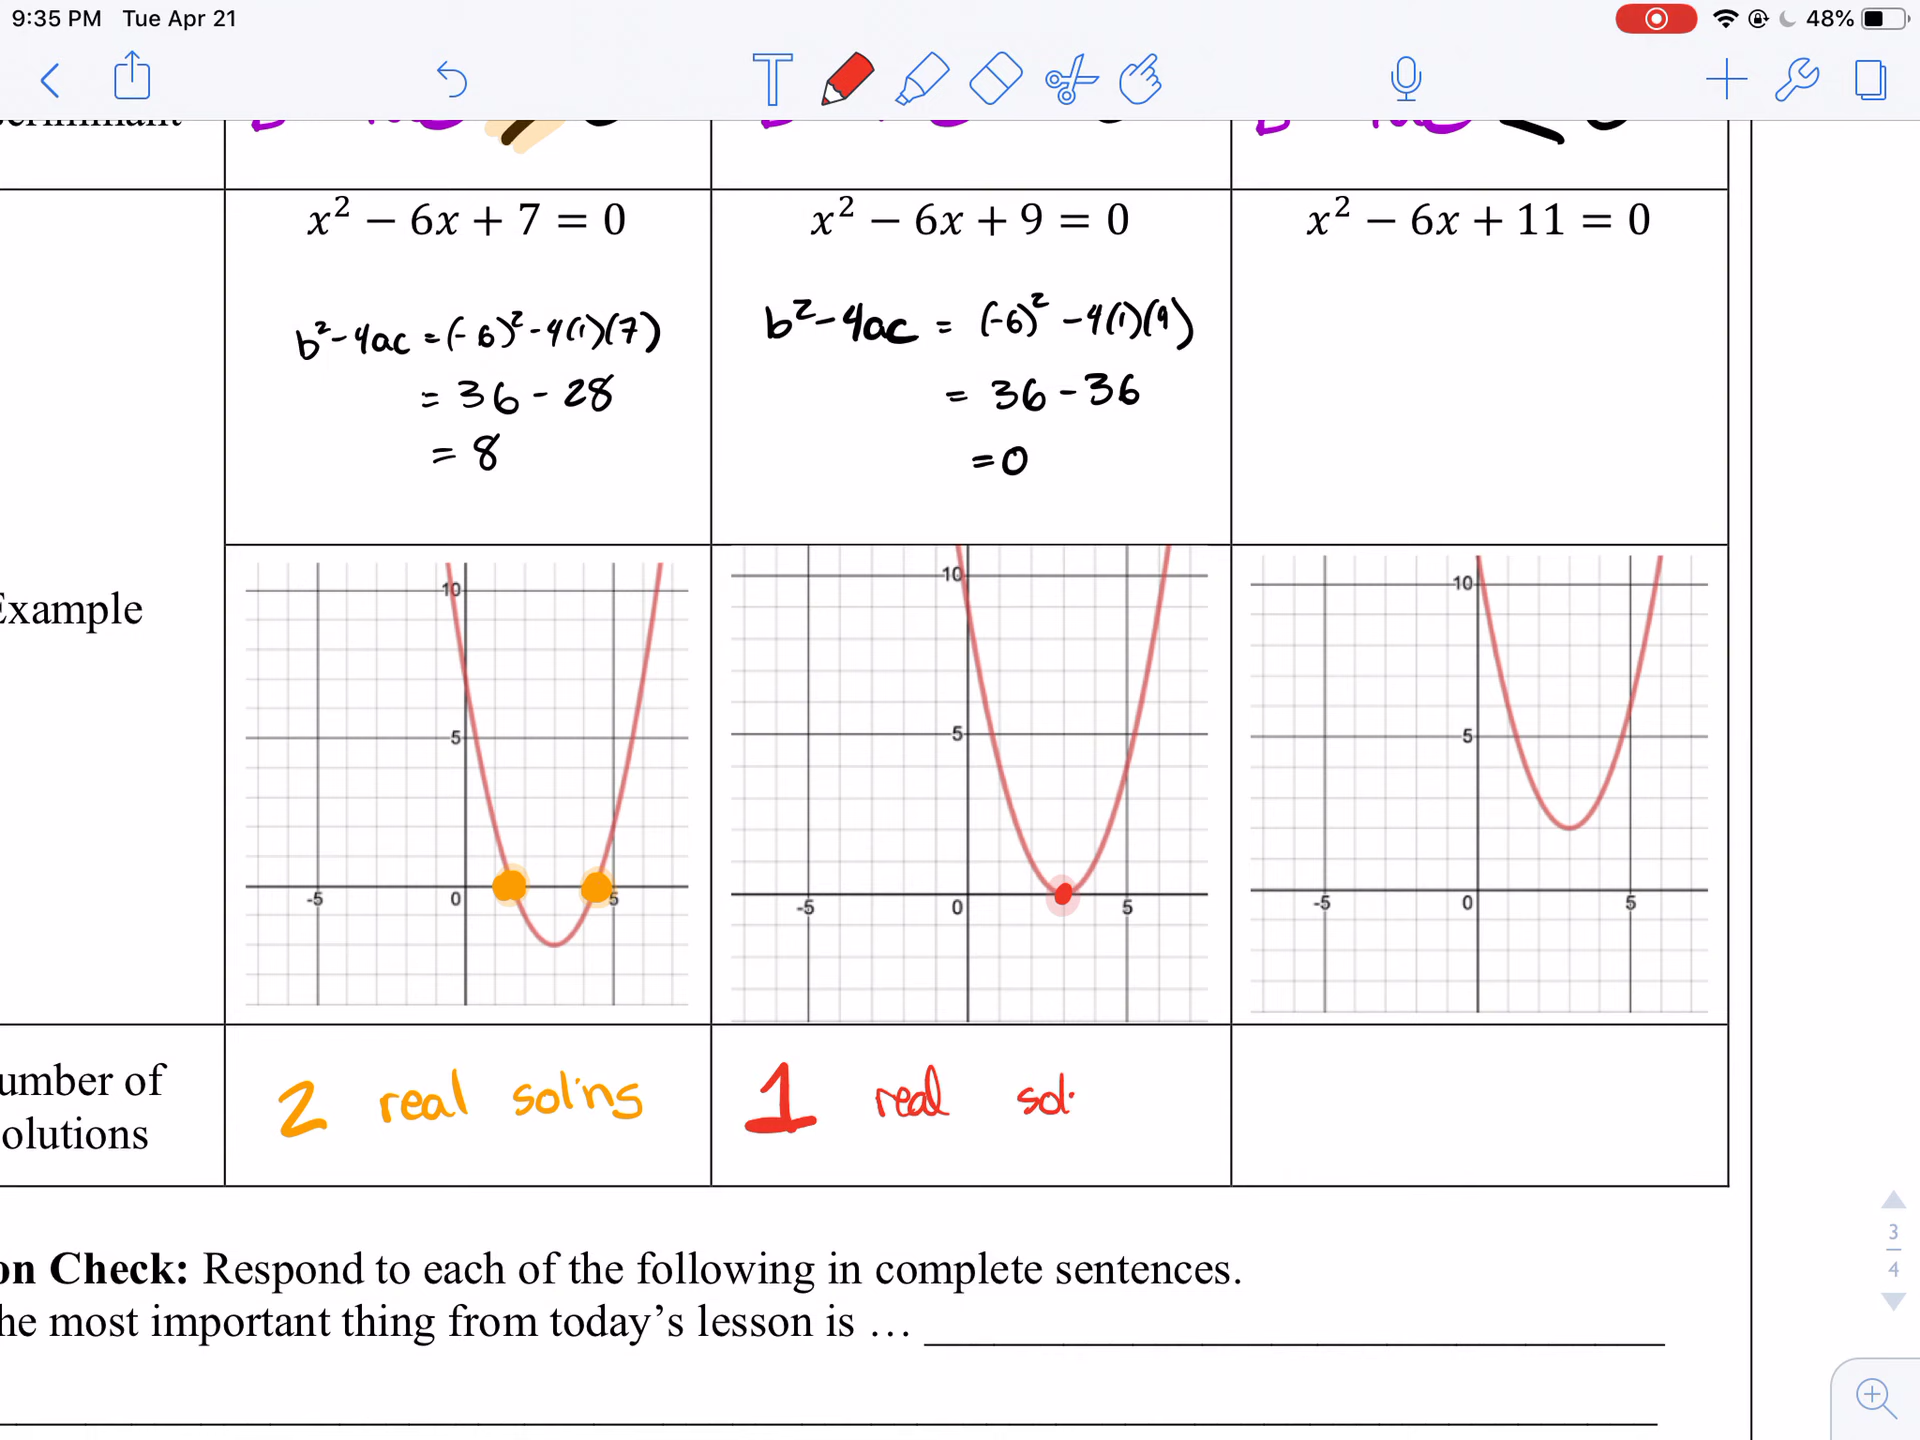 9:35 PM Tue Apr 21
48%
T
x² − 6x + 7 = 0
x² − 6x + 9 = 0
x² − 6x + 11 = 0
b²-4ac = (-6)²-4(1)(7)
= 36 - 28
= 8
b²-4ac = (-6)² -4(1)(9)
= 36 - 36
= 0
Example
10
5
-5
0
5
10
5
-5
0
5
10
5
-5
0
5
umber of
olutions
2 real sol'ns
1 real sol.
3
4
on Check: Respond to each of the following in complete sentences.
he most important thing from today's lesson is …